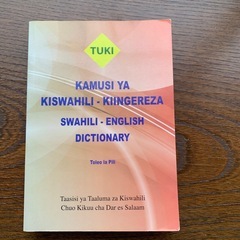 TUKI
KAMUSI YA
KISWAHILI - KIINGEREZA
SWAHILI - ENGLISH
DICTIONARY
Toleo la Pili
Taasisi ya Taaluma za Kiswahili
Chuo Kikuu cha Dar es Salaam